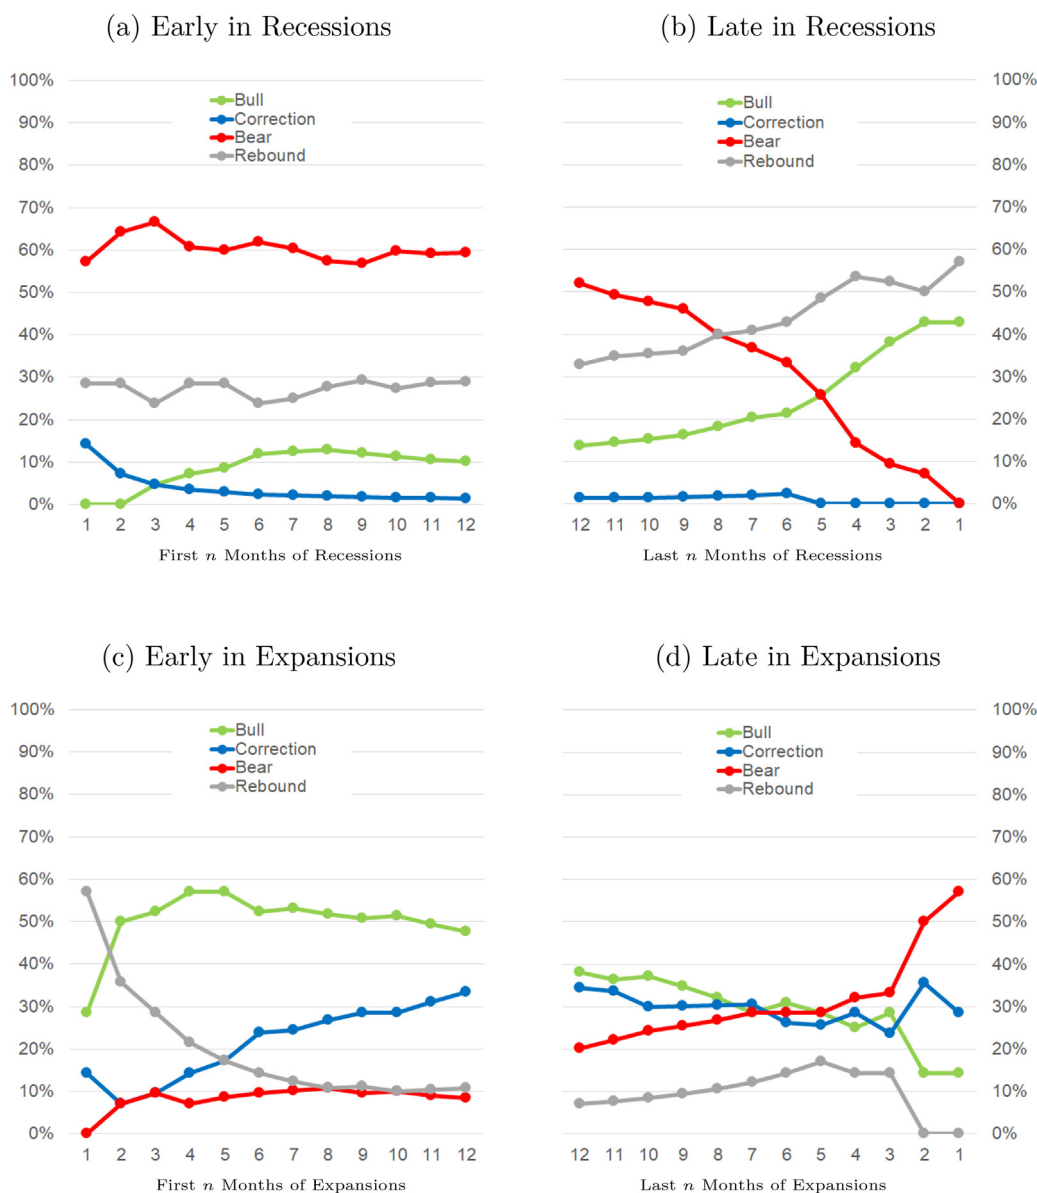 (a) Early in Recessions
(b) Late in Recessions
100%
90%
80%
70%
60%
50%
40%
30%
20%
10%
0%
Bull
Correction
Bear
Rebound
1 2 3 4 5 6 7 8 9 10 11 12
First n Months of Recessions
Bull
Correction
Bear
Rebound
100%
90%
80%
70%
60%
50%
40%
30%
20%
10%
0%
12 11 10 9 8 7 6 5 4 3 2 1
Last n Months of Recessions
(c) Early in Expansions
(d) Late in Expansions
100%
90%
80%
70%
60%
50%
40%
30%
20%
10%
0%
Bull
Correction
Bear
Rebound
1 2 3 4 5 6 7 8 9 10 11 12
First n Months of Expansions
Bull
Correction
Bear
Rebound
100%
90%
80%
70%
60%
50%
40%
30%
20%
10%
0%
12 11 10 9 8 7 6 5 4 3 2 1
Last n Months of Expansions